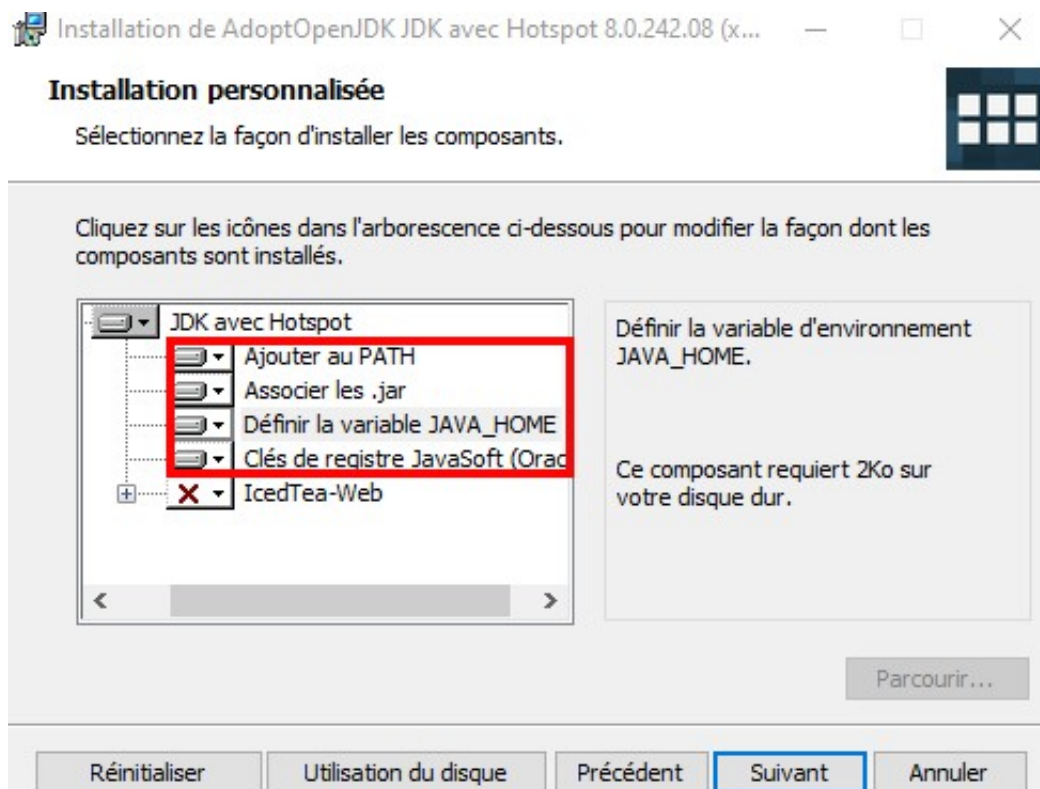 Installation de AdoptOpenJDK JDK avec Hotspot 8.0.242.08 (x...
Installation personnalisée
Sélectionnez la façon d'installer les composants.
Cliquez sur les icônes dans l'arborescence ci-dessous pour modifier la façon dont les
composants sont installés.
JDK avec Hotspot
Ajouter au PATH
Associer les .jar
Définir la variable JAVA_HOME
Clés de registre JavaSoft (Orac
IcedTea-Web
Définir la variable d'environnement
JAVA_HOME.
Ce composant requiert 2Ko sur
votre disque dur.
Parcourir...
Réinitialiser
Utilisation du disque
Précédent
Suivant
Annuler